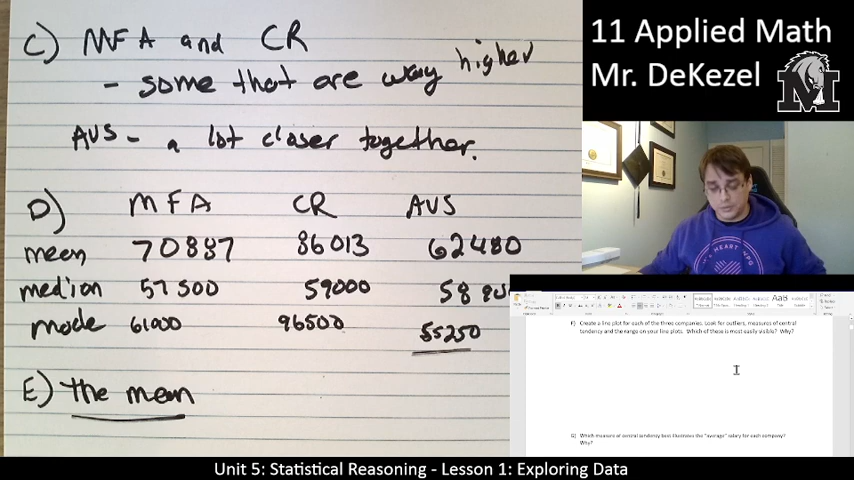 C) MFA and CR
- some that are way higher
AUS - a lot closer together.
D) MFA CR AUS
mean 70887 86013 62480
median 57500 59000 58
mode 61000 96500 55250
E) the mean
11 Applied Math
Mr. DeKezel
M
F) Create a line plot for each of the three companies. Look for outliers, measures of central
tendency and the range on your line plots. Which of these is most easily visible? Why?
G) Which measure of central tendency best illustrates the "average" salary for each company?
Why?
Unit 5: Statistical Reasoning - Lesson 1: Exploring Data